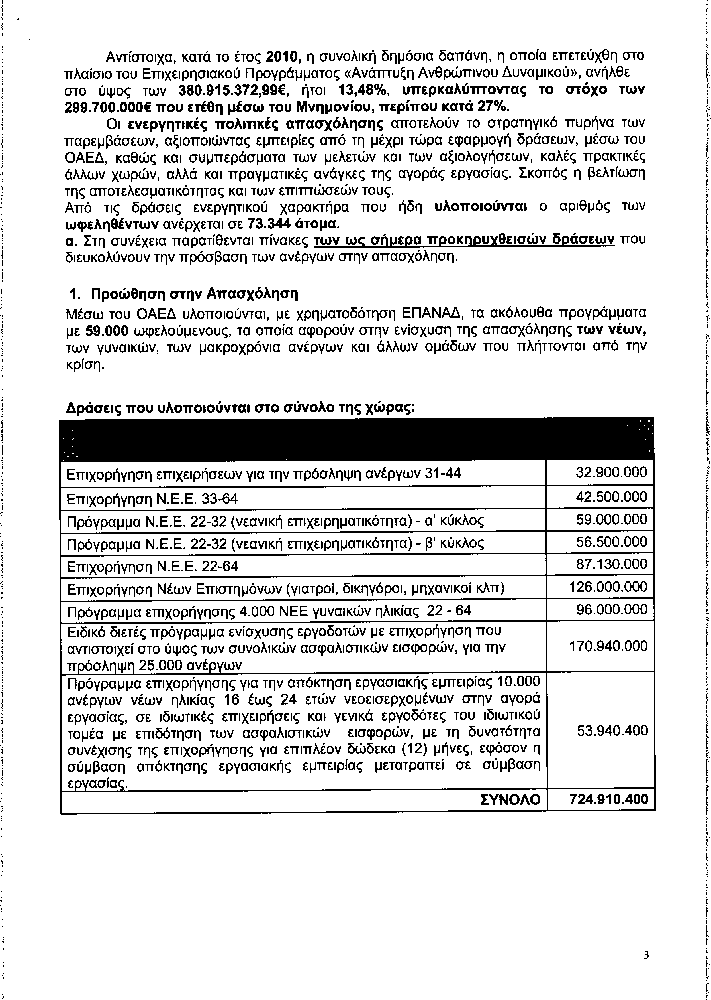 Αντίστοιχα, κατά το έτος 2010, η συνολική δημόσια δαπάνη, η οποία επετεύχθη στο
πλαίσιο του Επιχειρησιακού Προγράμματος «Ανάπτυξη Ανθρώπινου Δυναμικού», ανήλθε
στο ύψος των 380.915.372,99€, ήτοι 13,48%, υπερκαλύπτοντας το στόχο των
299.700.000€ που ετέθη μέσω του Μνημονίου, περίπου κατά 27%.
Οι ενεργητικές πολιτικές απασχόλησης αποτελούν το στρατηγικό πυρήνα των
παρεμβάσεων, αξιοποιώντας εμπειρίες από τη μέχρι τώρα εφαρμογή δράσεων, μέσω του
ΟΑΕΔ, καθώς και συμπεράσματα των μελετών και των αξιολογήσεων, καλές πρακτικές
άλλων χωρών, αλλά και πραγματικές ανάγκες της αγοράς εργασίας. Σκοπός η βελτίωση
της αποτελεσματικότητας και των επιπτώσεών τους.
Από τις δράσεις ενεργητικού χαρακτήρα που ήδη υλοποιούνται ο αριθμός των
ωφεληθέντων ανέρχεται σε 73.344 άτομα.
α. Στη συνέχεια παρατίθενται πίνακες των ως σήμερα προκηρυχθεισών δράσεων που
διευκολύνουν την πρόσβαση των ανέργων στην απασχόληση.
1. Προώθηση στην Απασχόληση
Μέσω του ΟΑΕΔ υλοποιούνται, με χρηματοδότηση ΕΠΑΝΑΔ, τα ακόλουθα προγράμματα
με 59.000 ωφελούμενους, τα οποία αφορούν στην ενίσχυση της απασχόλησης των νέων,
των γυναικών, των μακροχρόνια ανέργων και άλλων ομάδων που πλήττονται από την
κρίση.
Δράσεις που υλοποιούνται στο σύνολο της χώρας:
Επιχορήγηση επιχειρήσεων για την πρόσληψη ανέργων 31-44 32.900.000
Επιχορήγηση Ν.Ε.Ε. 33-64 42.500.000
Πρόγραμμα Ν.Ε.Ε. 22-32 (νεανική επιχειρηματικότητα) - α' κύκλος 59.000.000
Πρόγραμμα Ν.Ε.Ε. 22-32 (νεανική επιχειρηματικότητα) - β' κύκλος 56.500.000
Επιχορήγηση Ν.Ε.Ε. 22-64 87.130.000
Επιχορήγηση Νέων Επιστημόνων (γιατροί, δικηγόροι, μηχανικοί κλπ) 126.000.000
Πρόγραμμα επιχορήγησης 4.000 ΝΕΕ γυναικών ηλικίας 22 - 64 96.000.000
Ειδικό διετές πρόγραμμα ενίσχυσης εργοδοτών με επιχορήγηση που
αντιστοιχεί στο ύψος των συνολικών ασφαλιστικών εισφορών, για την 170.940.000
πρόσληψη 25.000 ανέργων
Πρόγραμμα επιχορήγησης για την απόκτηση εργασιακής εμπειρίας 10.000
ανέργων νέων ηλικίας 16 έως 24 ετών νεοεισερχομένων στην αγορά
εργασίας, σε ιδιωτικές επιχειρήσεις και γενικά εργοδότες του ιδιωτικού
τομέα με επιδότηση των ασφαλιστικών εισφορών, με τη δυνατότητα 53.940.400
συνέχισης της επιχορήγησης για επιπλέον δώδεκα (12) μήνες, εφόσον η
σύμβαση απόκτησης εργασιακής εμπειρίας μετατραπεί σε σύμβαση
εργασίας.
ΣΥΝΟΛΟ 724.910.400
3